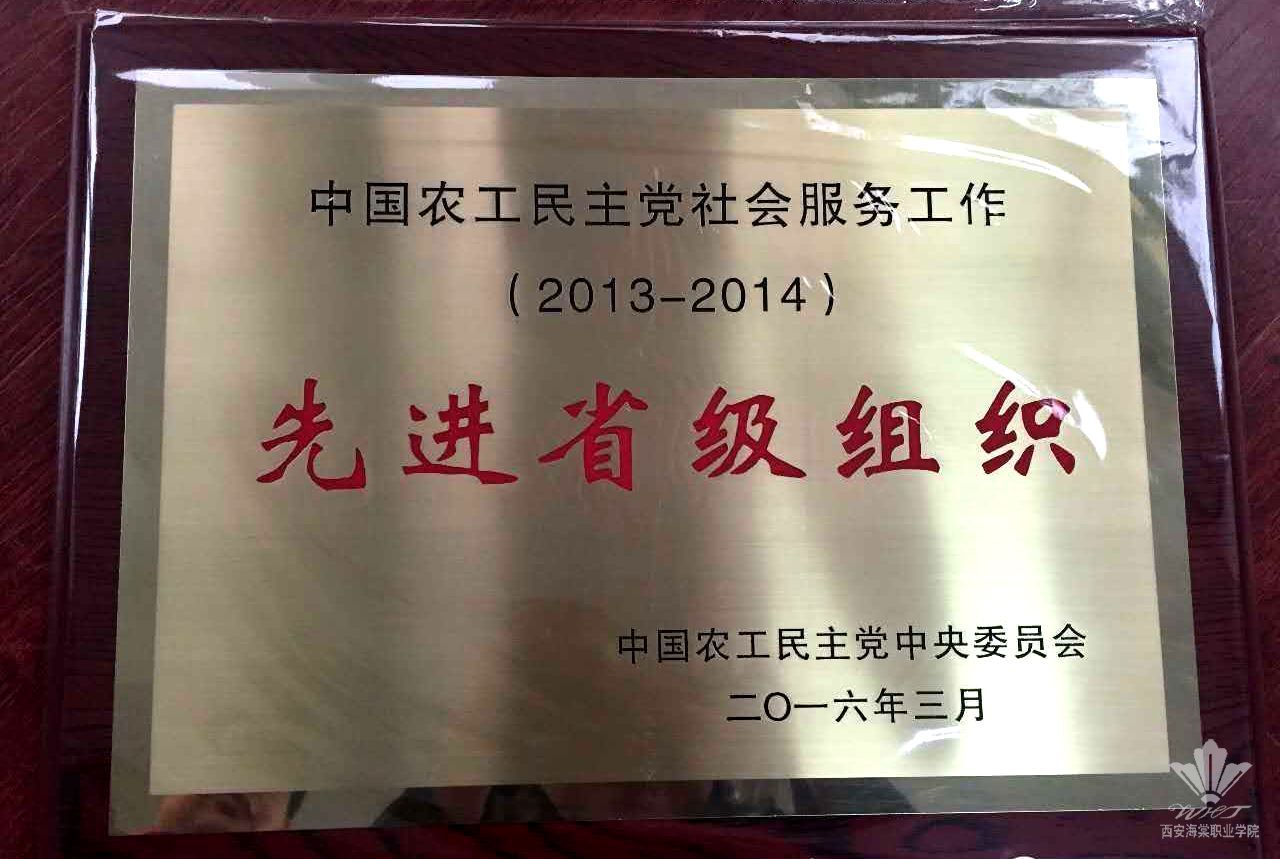 中国农工民主党社会服务工作
（2013-2014）
先进省级组织
中国农工民主党中央委员会
二〇一六年三月
西安海棠职业学院